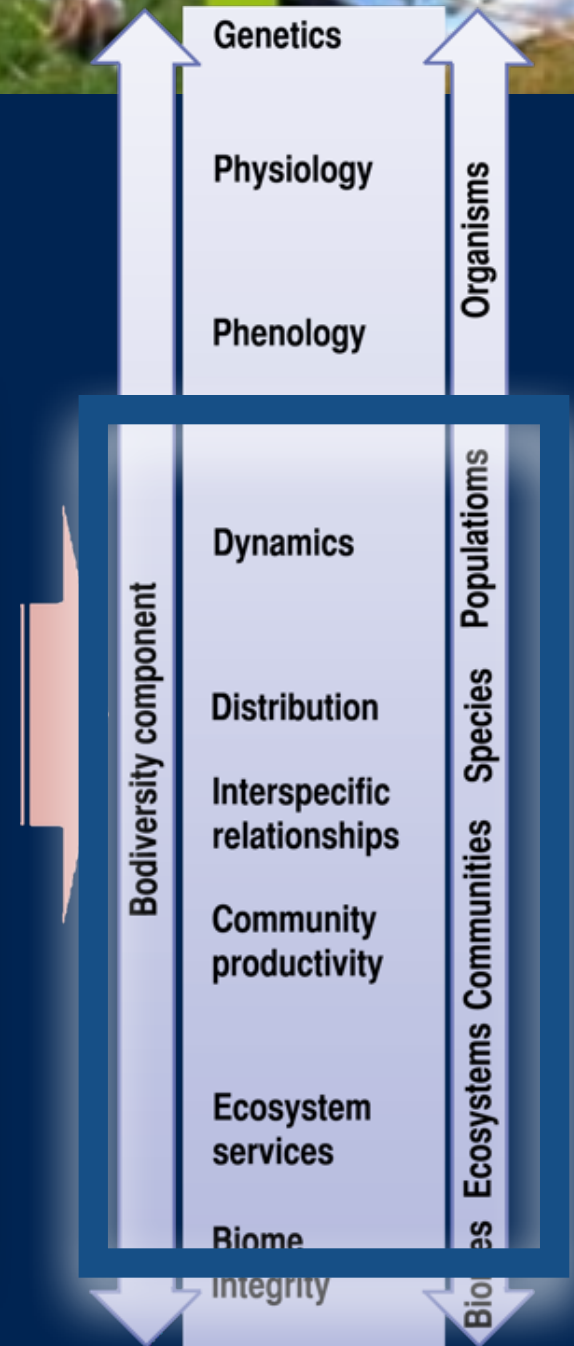 Genetics
Physiology
Phenology
Dynamics
Distribution
Interspecific
relationships
Community
productivity
Ecosystem
services
Biome
Integrity
Bodiversity component
Organisms
Populatioms
Species
Communities
Ecosystems
Biomes